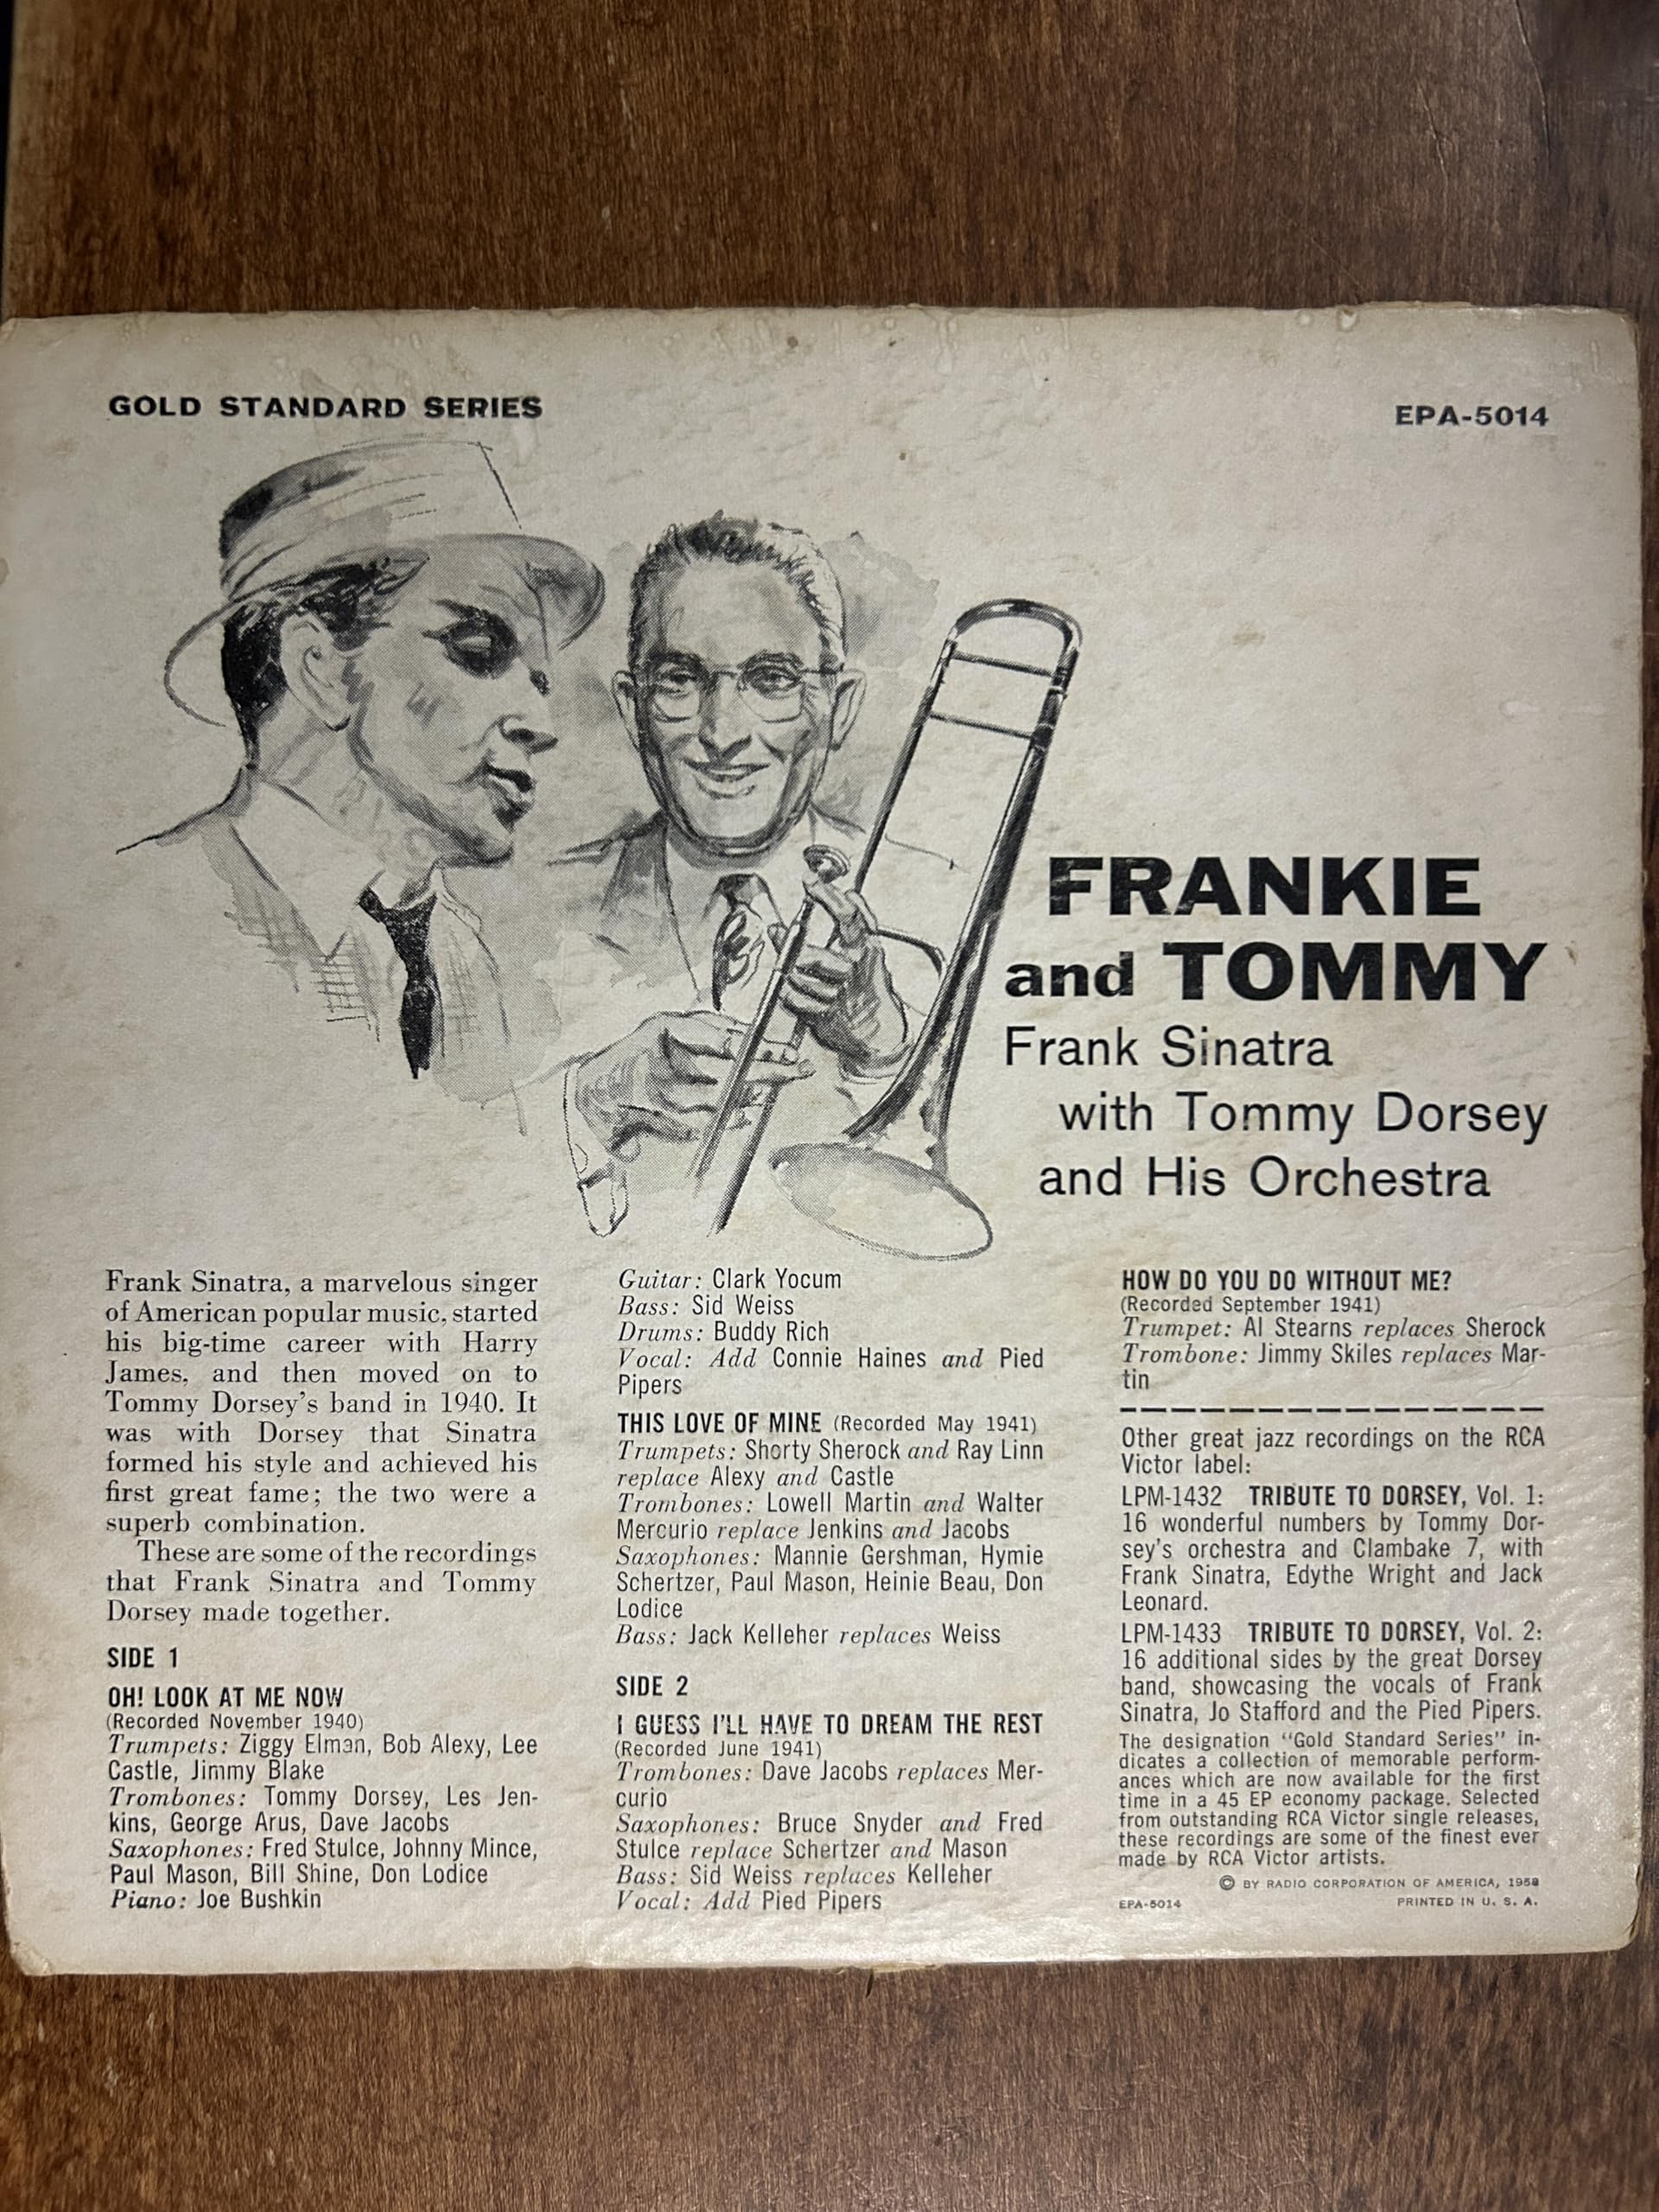 GOLD STANDARD SERIES
EPA-5014
FRANKIE
and TOMMY
Frank Sinatra
with Tommy Dorsey
and His Orchestra
Frank Sinatra, a marvelous singer
of American popular music, started
his big-time career with Harry
James, and then moved on to
Tommy Dorsey's band in 1940. It
was with Dorsey that Sinatra
formed his style and achieved his
first great fame; the two were a
superb combination.
These are some of the recordings
that Frank Sinatra and Tommy
Dorsey made together.
SIDE 1
OH! LOOK AT ME NOW
(Recorded November 1940)
Trumpets: Ziggy Elman, Bob Alexy, Lee
Castle, Jimmy Blake
Trombones: Tommy Dorsey, Les Jen-
kins, George Arus, Dave Jacobs
Saxophones: Fred Stulce, Johnny Mince,
Paul Mason, Bill Shine, Don Lodice
Piano: Joe Bushkin
Guitar: Clark Yocum
Bass: Sid Weiss
Drums: Buddy Rich
Vocal: Add Connie Haines and Pied
Pipers
THIS LOVE OF MINE (Recorded May 1941)
Trumpets: Shorty Sherock and Ray Linn
replace Alexy and Castle
Trombones: Lowell Martin and Walter
Mercurio replace Jenkins and Jacobs
Saxophones: Mannie Gershman, Hymie
Schertzer, Paul Mason, Heinie Beau, Don
Lodice
Bass: Jack Kelleher replaces Weiss
SIDE 2
I GUESS I'LL HAVE TO DREAM THE REST
(Recorded June 1941)
Trombones: Dave Jacobs replaces Mer-
curio
Saxophones: Bruce Snyder and Fred
Stulce replace Schertzer and Mason
Bass: Sid Weiss replaces Kelleher
Vocal: Add Pied Pipers
HOW DO YOU DO WITHOUT ME?
(Recorded September 1941)
Trumpet: Al Stearns replaces Sherock
Trombone: Jimmy Skiles replaces Mar-
tin
Other great jazz recordings on the RCA
Victor label:
LPM-1432 TRIBUTE TO DORSEY, Vol. 1:
16 wonderful numbers by Tommy Dor-
sey's orchestra and Clambake 7, with
Frank Sinatra, Edythe Wright and Jack
Leonard.
LPM-1433 TRIBUTE TO DORSEY, Vol. 2:
16 additional sides by the great Dorsey
band, showcasing the vocals of Frank
Sinatra, Jo Stafford and the Pied Pipers.
The designation "Gold Standard Series" in-
dicates a collection of memorable perform-
ances which are now available for the first
time in a 45 EP economy package. Selected
from outstanding RCA Victor single releases,
these recordings are some of the finest ever
made by RCA Victor artists.
© BY RADIO CORPORATION OF AMERICA, 1958
EPA-5014 PRINTED IN U. S. A.